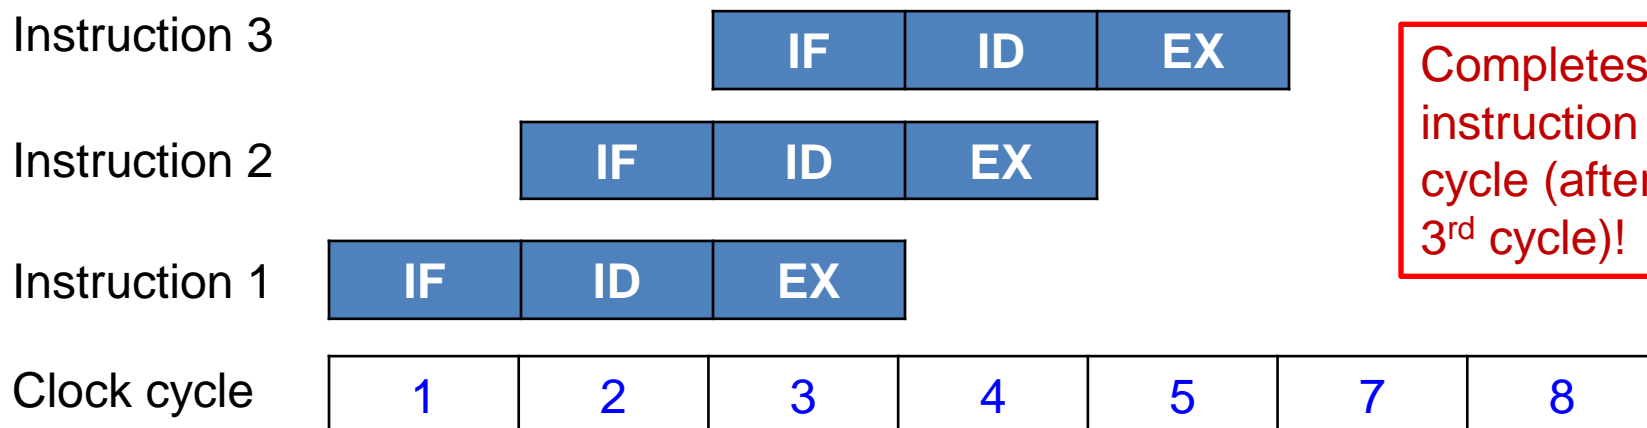 Instruction 3 IF ID EX
Completes
instruction
Instruction 2 IF ID EX
cycle (after
3rd cycle)!
Instruction 1 IF ID EX
Clock cycle 1 2 3 4 5 7 8